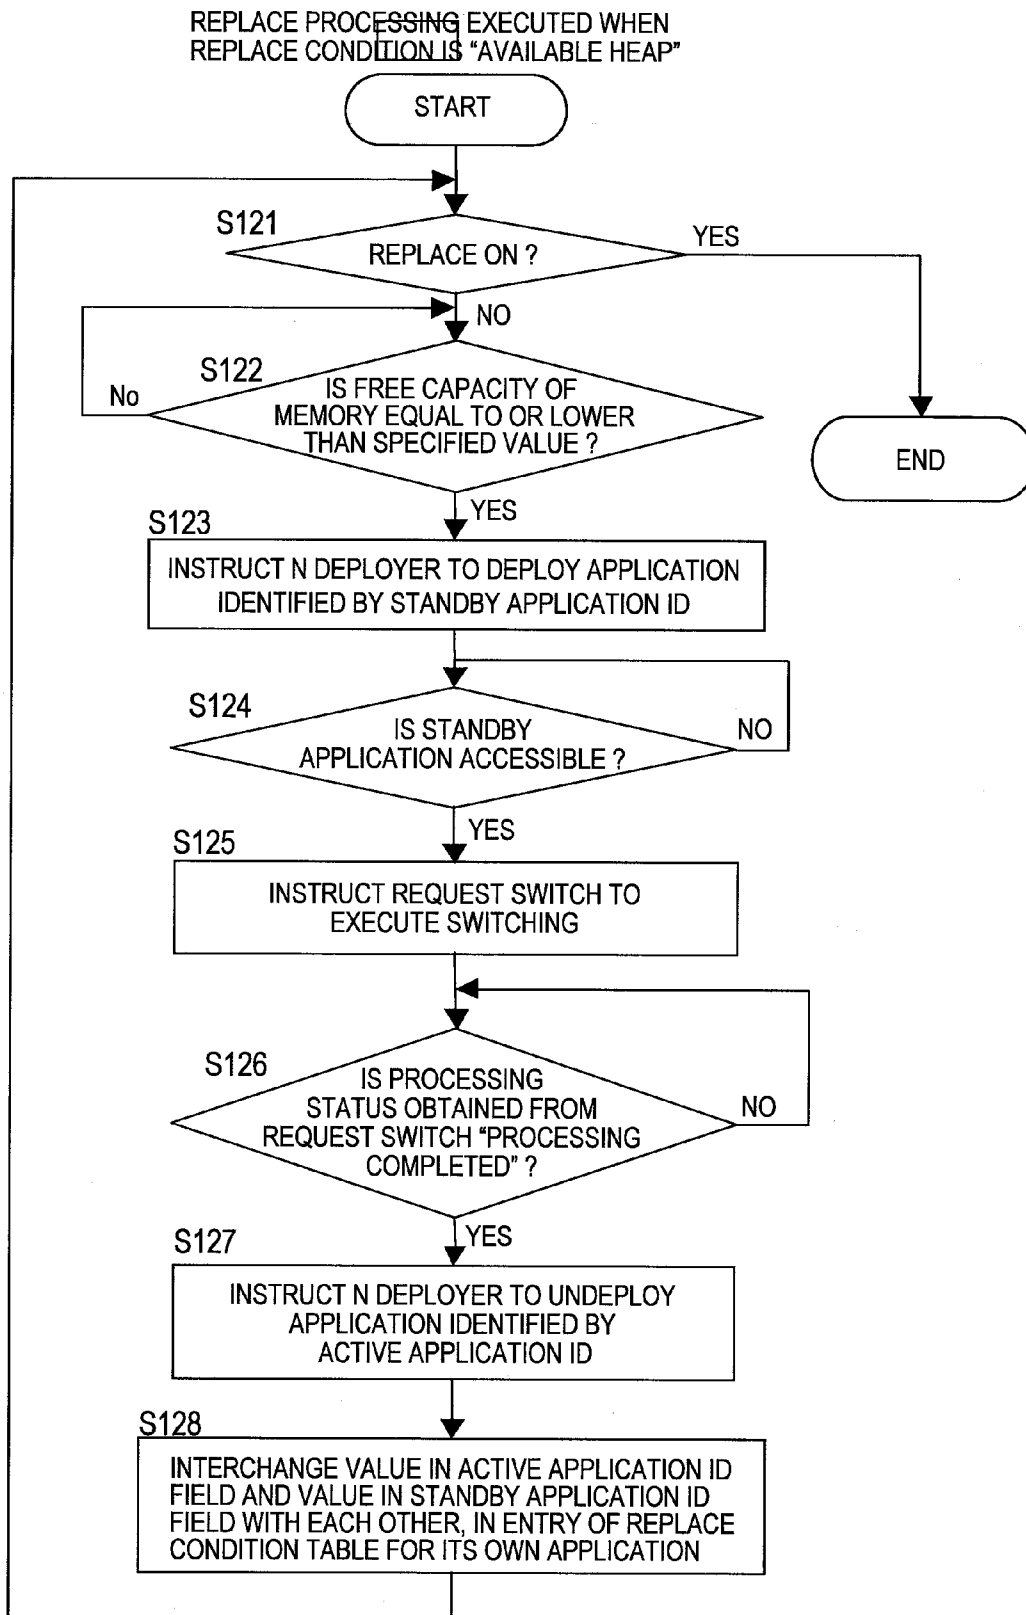 REPLACE PROCESSING EXECUTED WHEN
REPLACE CONDITION IS “AVAILABLE HEAP”
START
S121
REPLACE ON ?
YES
NO
S122
No
IS FREE CAPACITY OF
MEMORY EQUAL TO OR LOWER
THAN SPECIFIED VALUE ?
END
YES
S123
INSTRUCT N DEPLOYER TO DEPLOY APPLICATION
IDENTIFIED BY STANDBY APPLICATION ID
S124
IS STANDBY
APPLICATION ACCESSIBLE ?
NO
YES
S125
INSTRUCT REQUEST SWITCH TO
EXECUTE SWITCHING
S126
IS PROCESSING
STATUS OBTAINED FROM
REQUEST SWITCH “PROCESSING
COMPLETED” ?
NO
YES
S127
INSTRUCT N DEPLOYER TO UNDEPLOY
APPLICATION IDENTIFIED BY
ACTIVE APPLICATION ID
S128
INTERCHANGE VALUE IN ACTIVE APPLICATION ID
FIELD AND VALUE IN STANDBY APPLICATION ID
FIELD WITH EACH OTHER, IN ENTRY OF REPLACE
CONDITION TABLE FOR ITS OWN APPLICATION